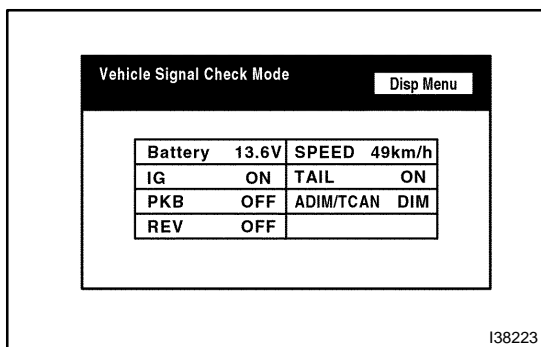 Vehicle Signal Check Mode
Disp Menu
Battery 13.6V SPEED 49km/h
IG ON TAIL ON
PKB OFF ADIM/TCAN DIM
REV OFF
I38223